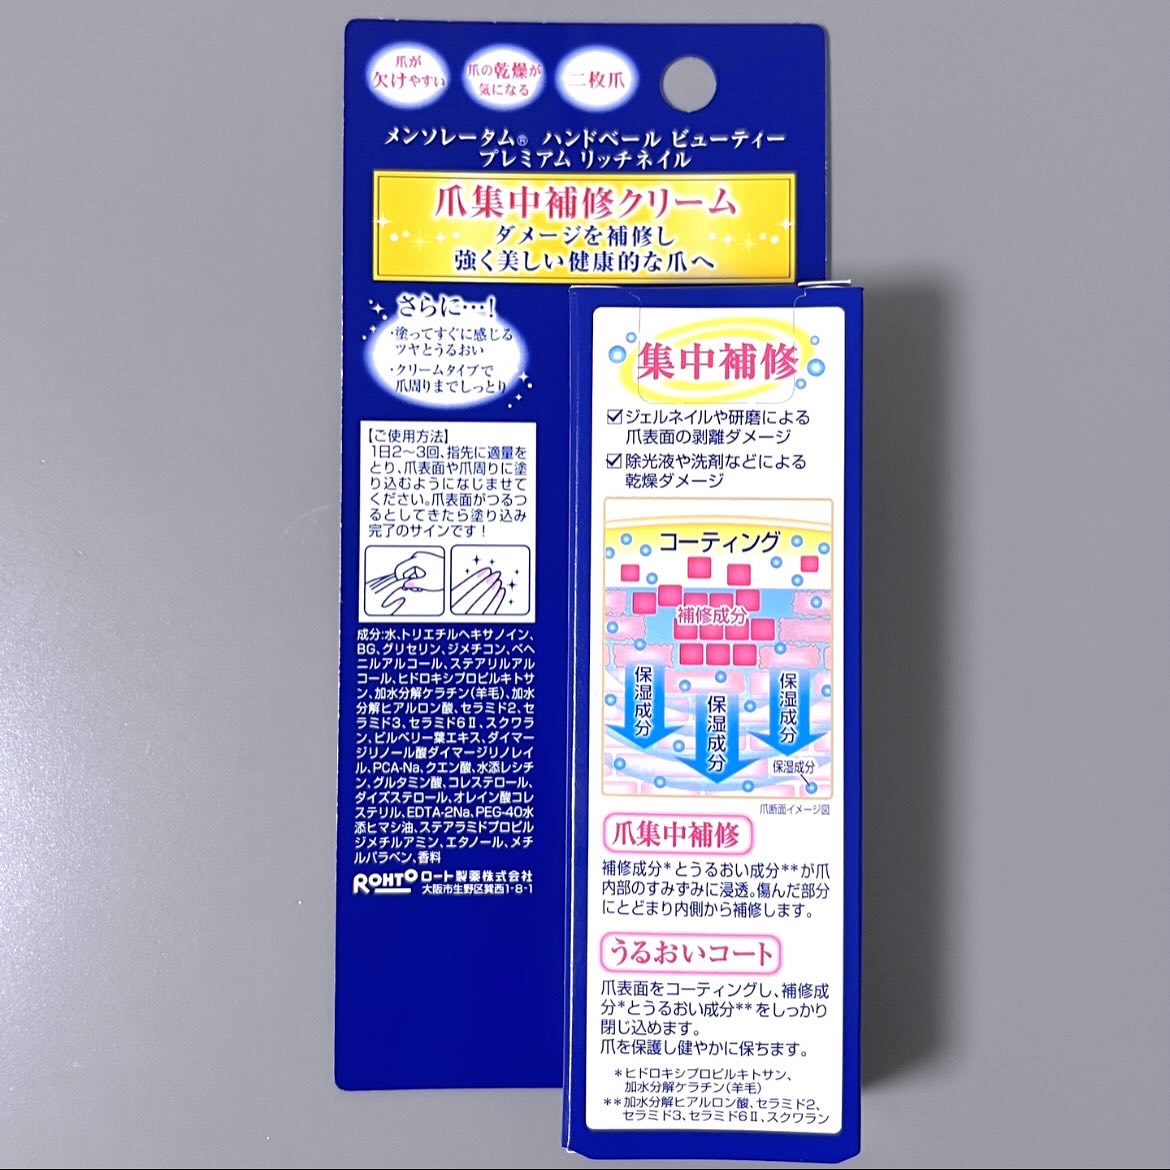 爪が
欠けやすい
爪の乾燥が
気になる
二枚爪
メンソレータム® ハンドベール ビューティー
プレミアム リッチネイル
爪集中補修クリーム
ダメージを補修し
強く美しい健康的な爪へ
さらに…!
・塗ってすぐに感じる
ツヤとうるおい
・クリームタイプで
爪周りまでしっとり
【ご使用方法】
1日2〜3回、指先に適量を
とり、爪表面や爪周りに塗
り込むようになじませて
ください。爪表面がつるつ
るとしてきたら塗り込み
完了のサインです!
成分:水、トリエチルヘキサノイン、
BG、グリセリン、ジメチコン、ベヘ
ニルアルコール、ステアリルアル
コール、ヒドロキシプロピルキトサ
ン、加水分解ケラチン(羊毛)、加水
分解ヒアルロン酸、セラミド2、セ
ラミド3、セラミド6Ⅱ、スクワラ
ン、ビルベリー葉エキス、ダイマー
ジリノール酸ダイマージリノレイ
ル、PCA-Na、クエン酸、水添レシチ
ン、グルタミン酸、コレステロール、
ダイズステロール、オレイン酸コレ
ステリル、EDTA-2Na、PEG-40水
添ヒマシ油、ステアラミドプロピル
ジメチルアミン、エタノール、メチ
ルパラベン、香料
ROHTO ロート製薬株式会社
大阪市生野区巽西1-8-1
集中補修
ジェルネイルや研磨による
爪表面の剥離ダメージ
除光液や洗剤などによる
乾燥ダメージ
コーティング
補修成分
保湿成分
保湿成分
保湿成分
保湿成分
爪断面イメージ図
爪集中補修
補修成分*とうるおい成分**が爪
内部のすみずみに浸透。傷んだ部分
にとどまり内側から補修します。
うるおいコート
爪表面をコーティングし、補修成
分*とうるおい成分**をしっかり
閉じ込めます。
爪を保護し健やかに保ちます。
*ヒドロキシプロピルキトサン、
加水分解ケラチン(羊毛)
**加水分解ヒアルロン酸、セラミド2、
セラミド3、セラミド6Ⅱ、スクワラン